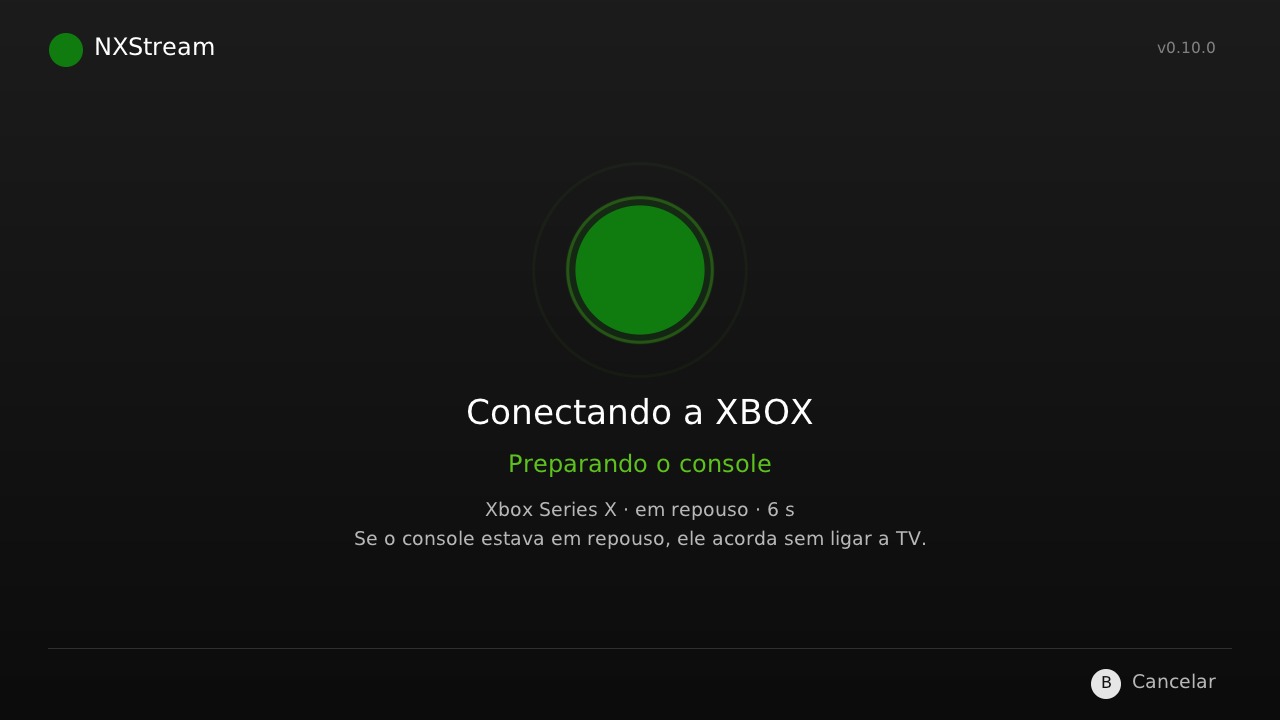 NXStream
v0.10.0
Conectando a XBOX
Preparando o console
Xbox Series X · em repouso · 6 s
Se o console estava em repouso, ele acorda sem ligar a TV.
B Cancelar